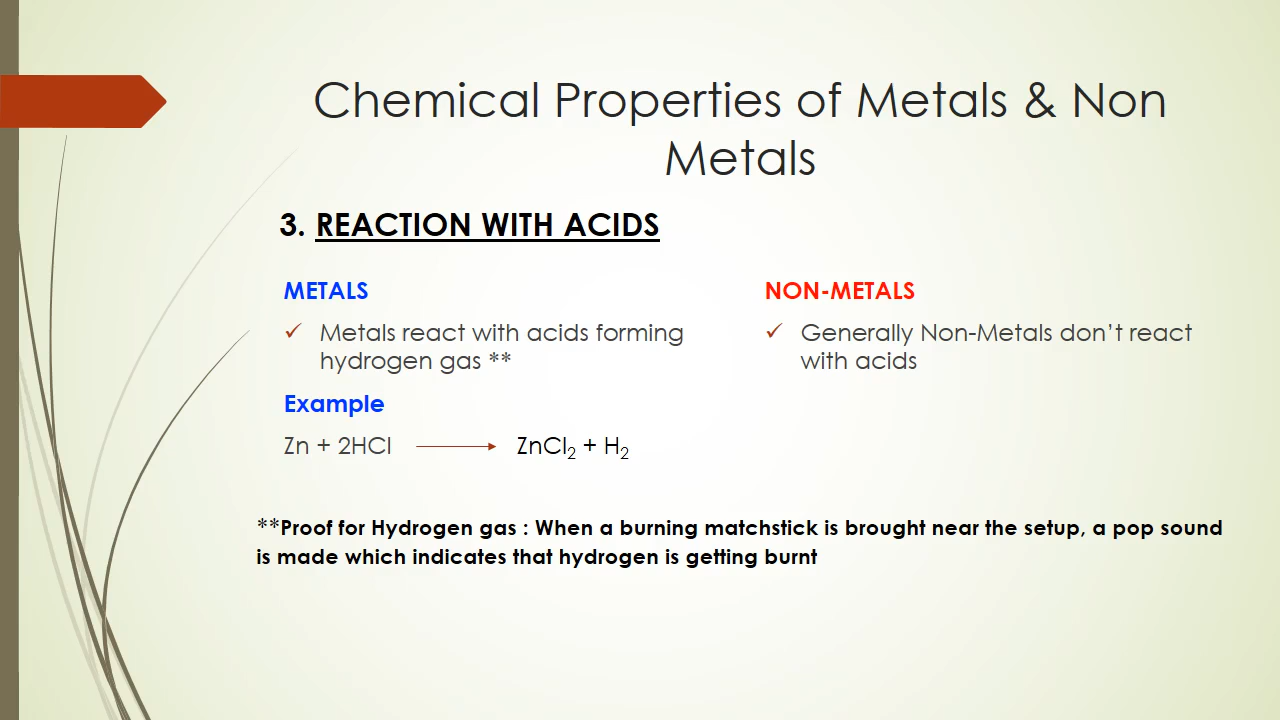 Chemical Properties of Metals & Non
Metals
3. REACTION WITH ACIDS
METALS
✓ Metals react with acids forming
hydrogen gas **
Example
Zn + 2HCl ⟶ ZnCl₂ + H₂
NON-METALS
✓ Generally Non-Metals don’t react
with acids
**Proof for Hydrogen gas : When a burning matchstick is brought near the setup, a pop sound
is made which indicates that hydrogen is getting burnt